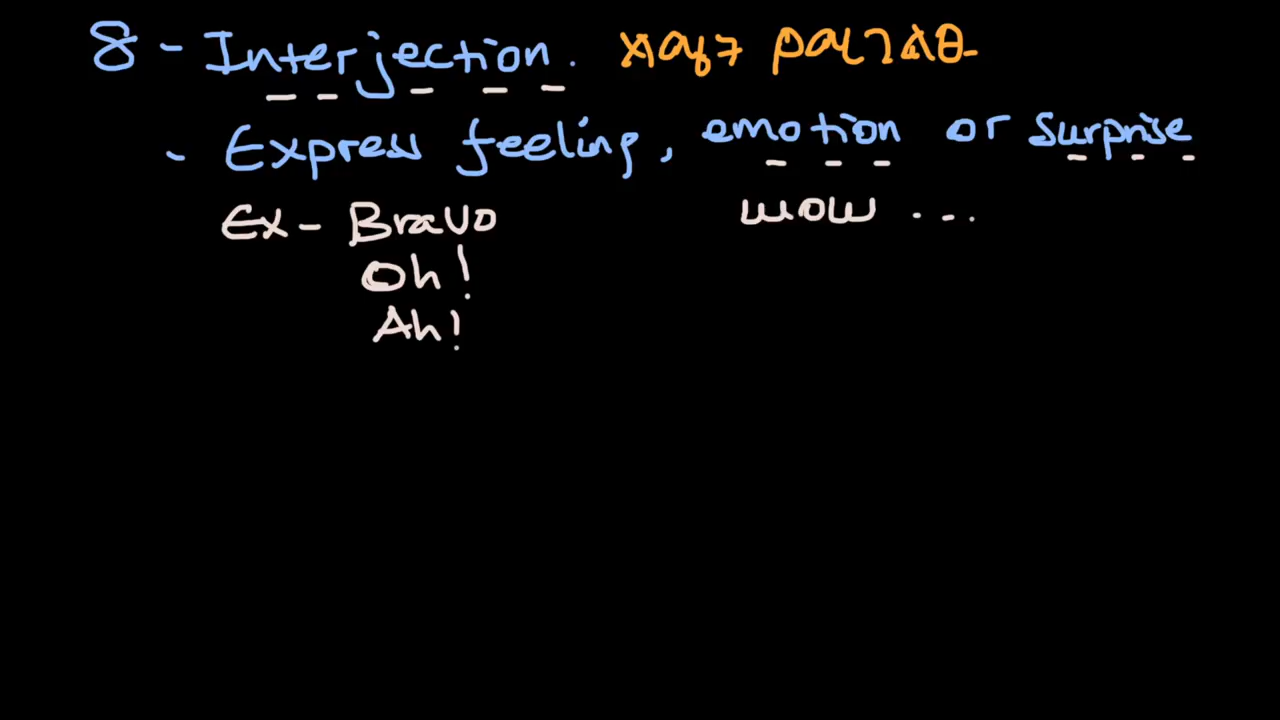 8 - Interjection.
- Express feeling, emotion or surprise
Ex - Bravo wow ...
Oh!
Ah!